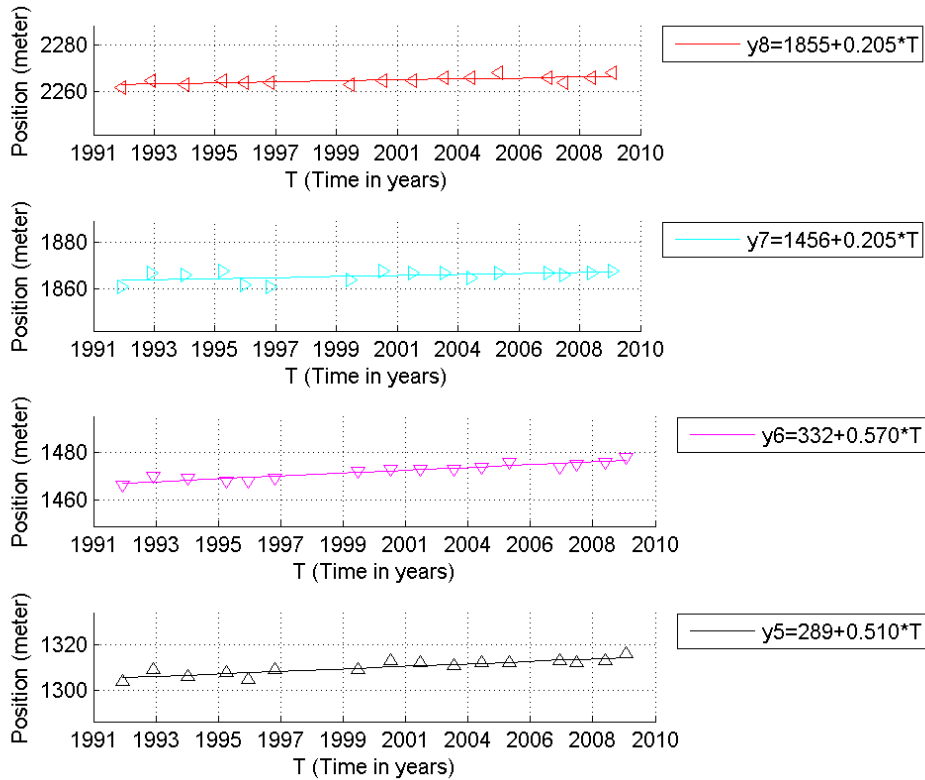 Position (meter)
2280
2260
1991 1993 1995 1997 1999 2001 2004 2006 2008 2010
T (Time in years)
y8=1855+0.205*T
Position (meter)
1880
1860
1991 1993 1995 1997 1999 2001 2004 2006 2008 2010
T (Time in years)
y7=1456+0.205*T
Position (meter)
1480
1460
1991 1993 1995 1997 1999 2001 2004 2006 2008 2010
T (Time in years)
y6=332+0.570*T
Position (meter)
1320
1300
1991 1993 1995 1997 1999 2001 2004 2006 2008 2010
T (Time in years)
y5=289+0.510*T